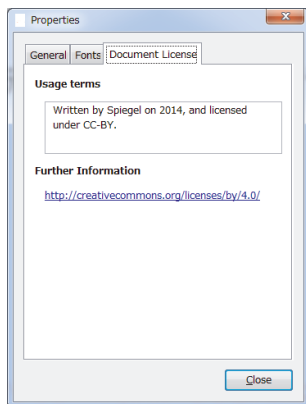 Properties
General Fonts Document License
Usage terms
Written by Spiegel on 2014, and licensed
under CC-BY.
Further Information
http://creativecommons.org/licenses/by/4.0/
Close